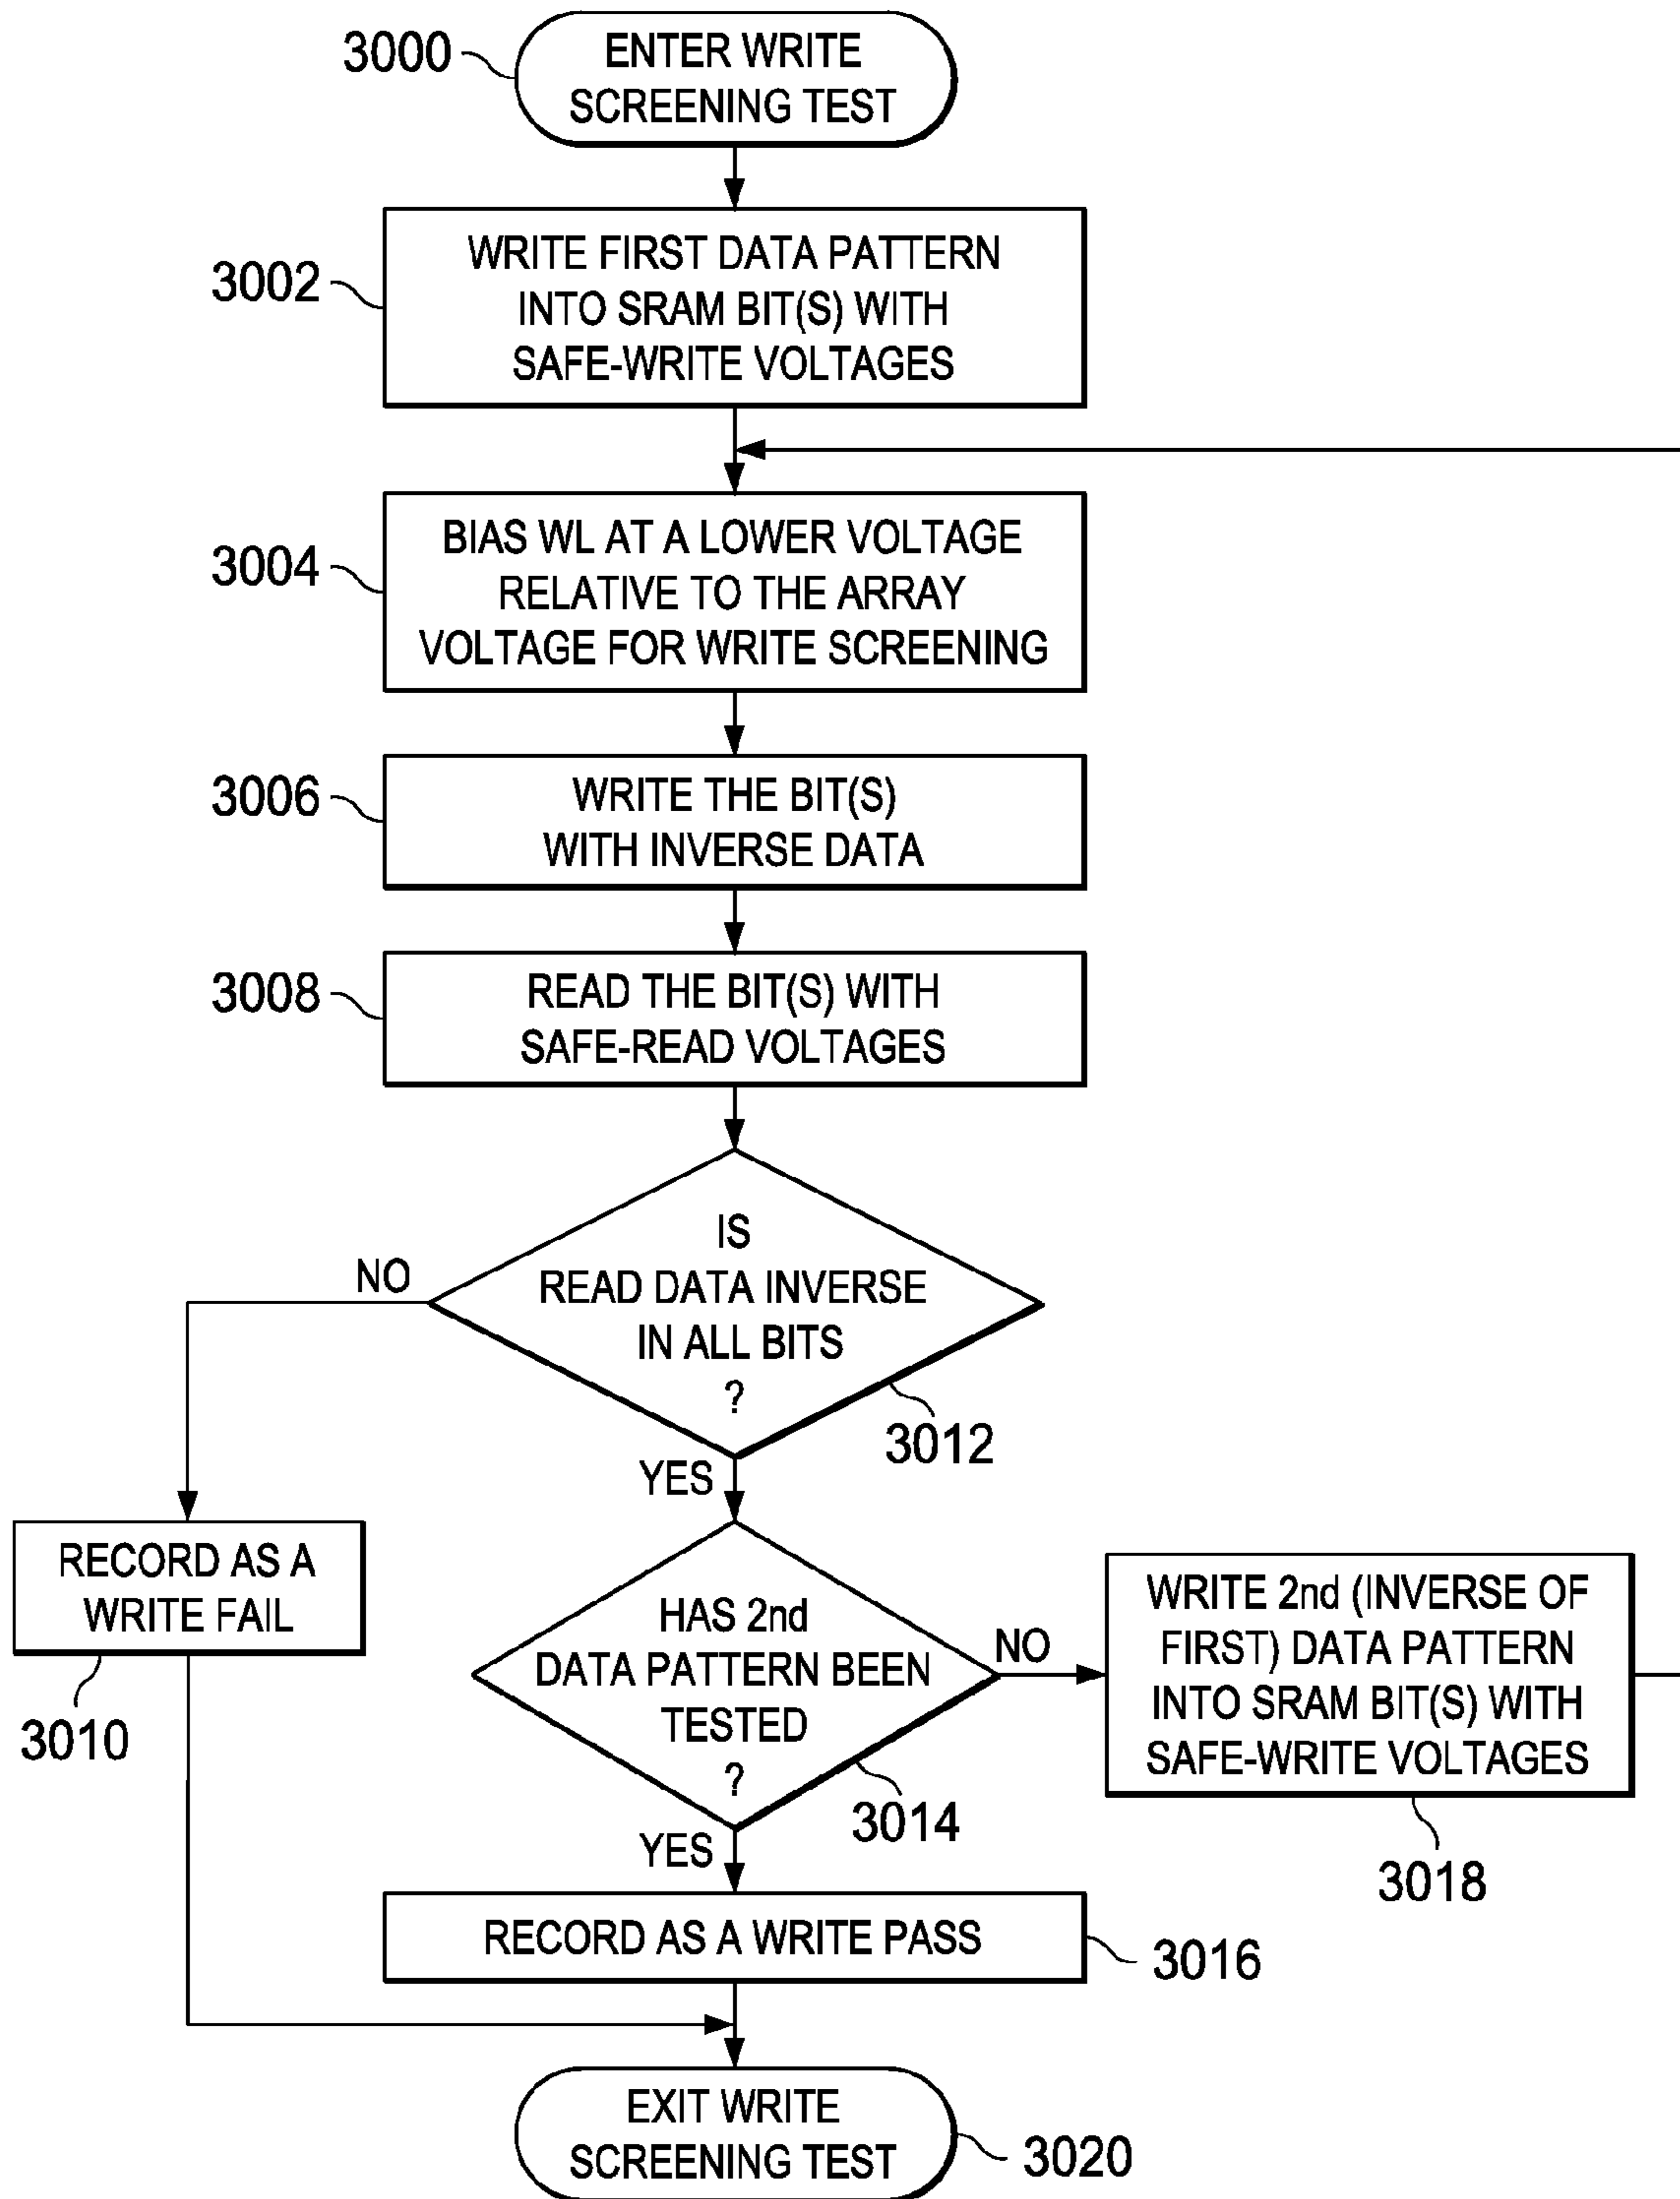 3000
ENTER WRITE
SCREENING TEST
3002
WRITE FIRST DATA PATTERN
INTO SRAM BIT(S) WITH
SAFE-WRITE VOLTAGES
3004
BIAS WL AT A LOWER VOLTAGE
RELATIVE TO THE ARRAY
VOLTAGE FOR WRITE SCREENING
3006
WRITE THE BIT(S)
WITH INVERSE DATA
3008
READ THE BIT(S) WITH
SAFE-READ VOLTAGES
IS
READ DATA INVERSE
IN ALL BITS
?
3012
NO
YES
RECORD AS A
WRITE FAIL
3010
HAS 2nd
DATA PATTERN BEEN
TESTED
?
3014
NO
YES
WRITE 2nd (INVERSE OF
FIRST) DATA PATTERN
INTO SRAM BIT(S) WITH
SAFE-WRITE VOLTAGES
3018
RECORD AS A WRITE PASS
3016
EXIT WRITE
SCREENING TEST
3020